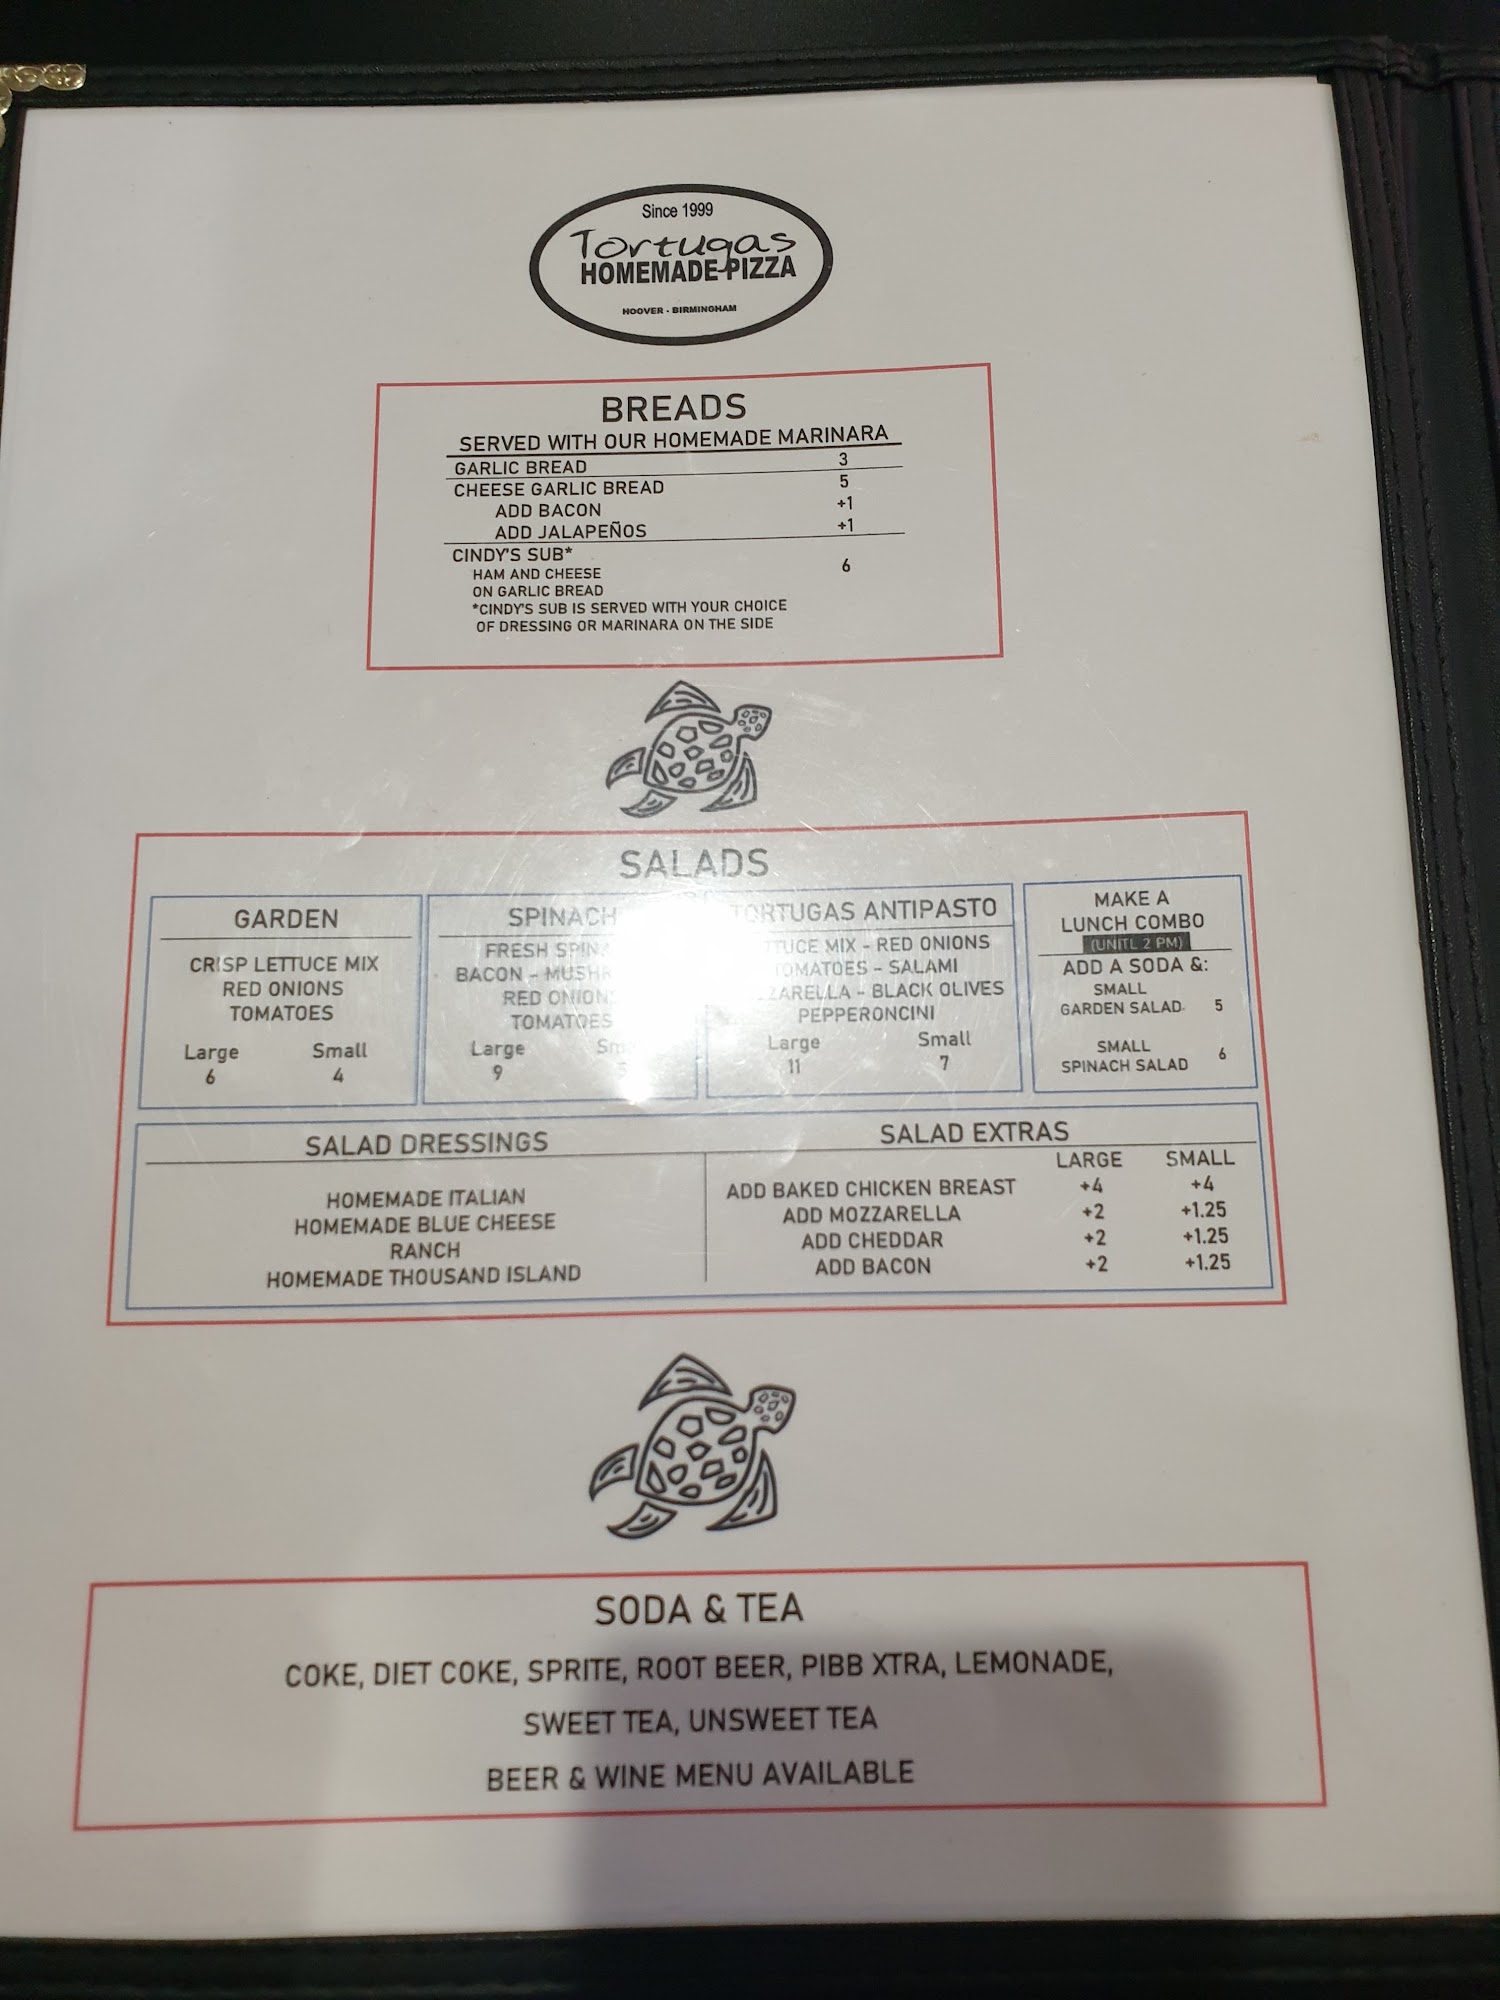 Since 1999
Tortugas
HOMEMADE PIZZA
HOOVER - BIRMINGHAM
BREADS
SERVED WITH OUR HOMEMADE MARINARA
GARLIC BREAD 3
CHEESE GARLIC BREAD 5
ADD BACON +1
ADD JALAPEÑOS +1
CINDY'S SUB* 6
HAM AND CHEESE
ON GARLIC BREAD
*CINDY'S SUB IS SERVED WITH YOUR CHOICE
OF DRESSING OR MARINARA ON THE SIDE
SALADS
GARDEN
CRISP LETTUCE MIX
RED ONIONS
TOMATOES
Large Small
6 4
SPINACH
FRESH
BACON -
RED
TOMATOES
Large
9
TORTUGAS ANTIPASTO
MIX - RED ONIONS
TOMATOES - SALAMI
- BLACK OLIVES
PEPPERONCINI
Large Small
11 7
MAKE A
LUNCH COMBO
(UNITL 2 PM)
ADD A SODA &:
SMALL
GARDEN SALAD 5
SMALL
SPINACH SALAD 6
SALAD DRESSINGS
HOMEMADE ITALIAN
HOMEMADE BLUE CHEESE
RANCH
HOMEMADE THOUSAND ISLAND
SALAD EXTRAS
LARGE SMALL
ADD BAKED CHICKEN BREAST +4 +4
ADD MOZZARELLA +2 +1.25
ADD CHEDDAR +2 +1.25
ADD BACON +2 +1.25
SODA & TEA
COKE, DIET COKE, SPRITE, ROOT BEER, PIBB XTRA, LEMONADE,
SWEET TEA, UNSWEET TEA
BEER & WINE MENU AVAILABLE